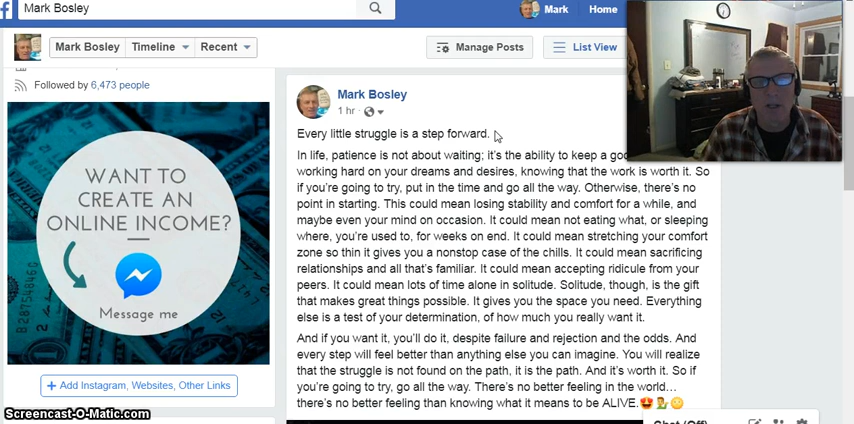 Mark Bosley
Mark Home
Mark Bosley Timeline Recent
Manage Posts List View
Followed by 6,473 people
Mark Bosley
1 hr
Every little struggle is a step forward.
In life, patience is not about waiting; it's the ability to keep a
working hard on your dreams and desires, knowing that the work is worth it. So
if you're going to try, put in the time and go all the way. Otherwise, there's no
point in starting. This could mean losing stability and comfort for a while, and
maybe even your mind on occasion. It could mean not eating what, or sleeping
where, you're used to, for weeks on end. It could mean stretching your comfort
zone so thin it gives you a nonstop case of the chills. It could mean sacrificing
relationships and all that's familiar. It could mean accepting ridicule from your
peers. It could mean lots of time alone in solitude. Solitude, though, is the gift
that makes great things possible. It gives you the space you need. Everything
else is a test of your determination, of how much you really want it.
And if you want it, you'll do it, despite failure and rejection and the odds. And
every step will feel better than anything else you can imagine. You will realize
that the struggle is not found on the path, it is the path. And it's worth it. So if
you're going to try, go all the way. There's no better feeling in the world…
there's no better feeling than knowing what it means to be ALIVE.😍💁‍♂️😳
WANT TO
CREATE AN
ONLINE INCOME?
Message me
+ Add Instagram, Websites, Other Links
Screencast-O-Matic.com
Chat (Off)